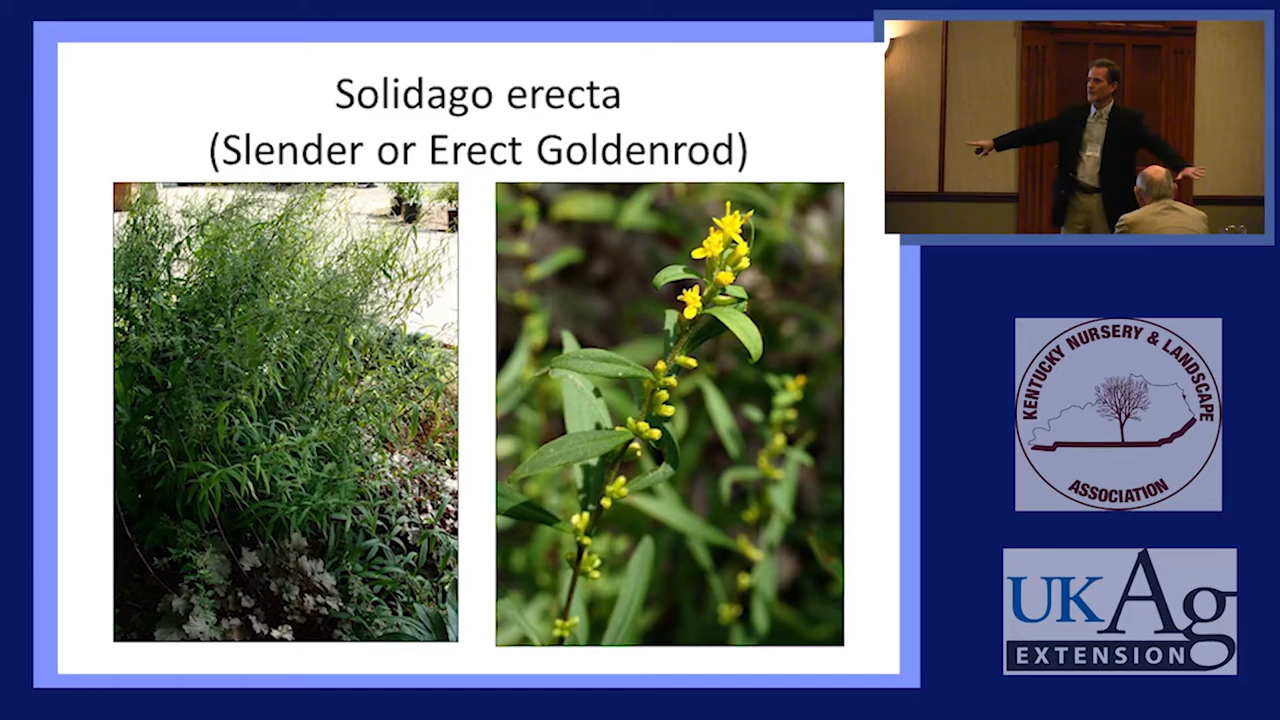 Solidago erecta
(Slender or Erect Goldenrod)
KENTUCKY NURSERY & LANDSCAPE
ASSOCIATION
UKAg
EXTENSION